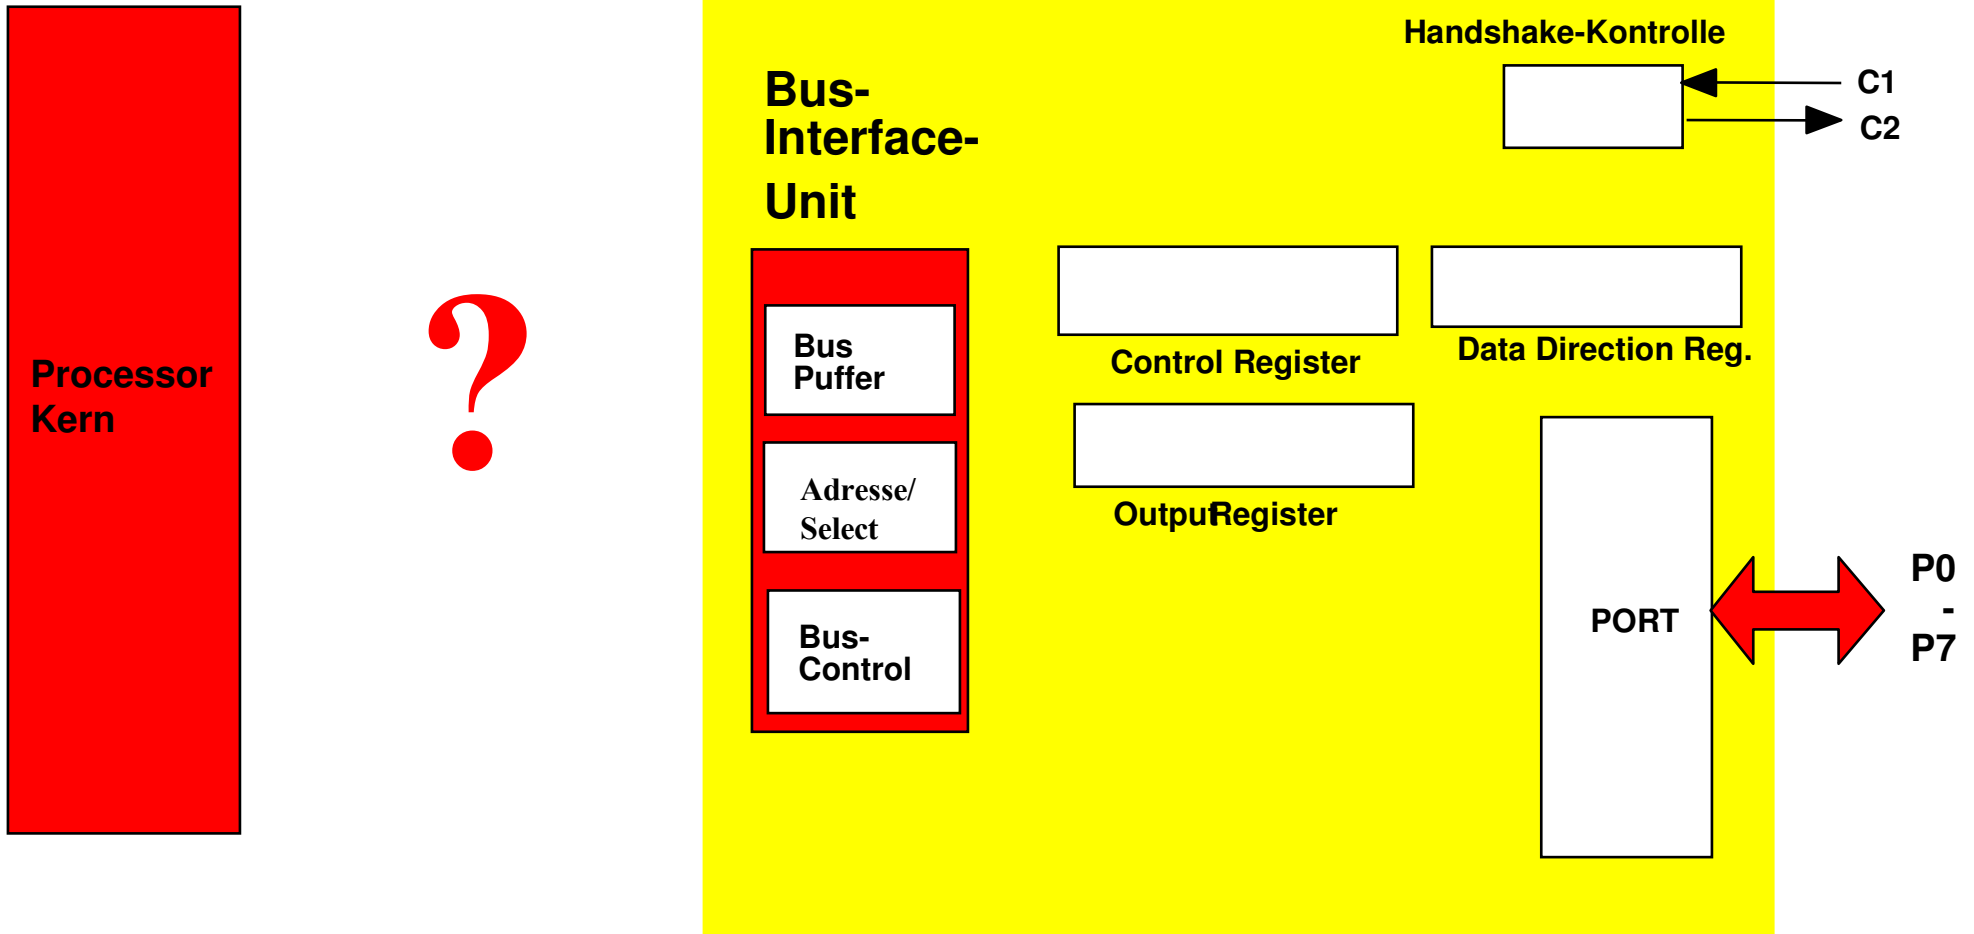 Processor
Kern
?
Bus-
Interface-
Unit
Bus
Puffer
Adresse/
Select
Bus-
Control
Handshake-Kontrolle
C1
C2
Control Register
Data Direction Reg.
OutputRegister
PORT
P0
-
P7